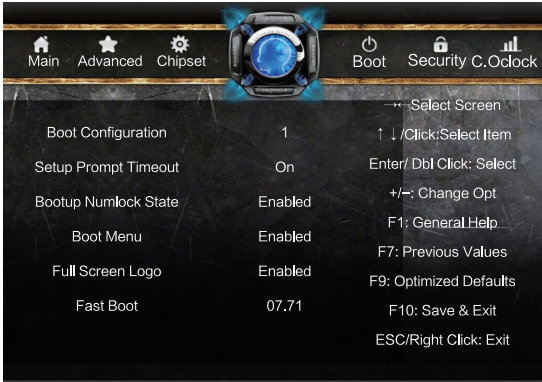 Main Advanced Chipset Boot Security C.Oclock
→←Select Screen
Boot Configuration 1 ↑↓/Click:Select Item
Setup Prompt Timeout On Enter/ Dbl Click: Select
+/−: Change Opt
Bootup Numlock State Enabled
F1: General Help
Boot Menu Enabled
F7: Previous Values
Full Screen Logo Enabled
F9: Optimized Defaults
Fast Boot 07.71 F10: Save & Exit
ESC/Right Click: Exit